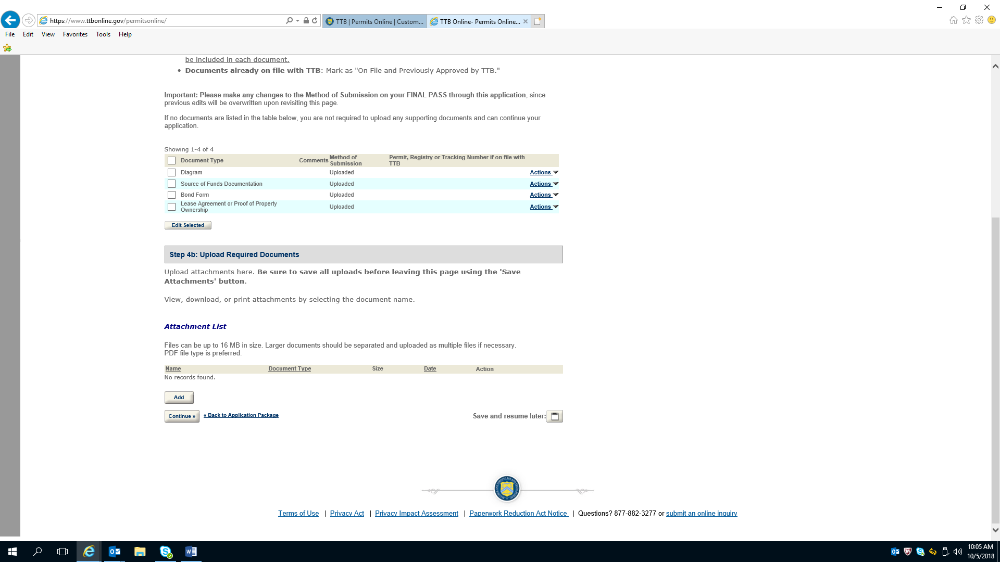 https://www.ttbonline.gov/permitsonline/
TTB | Permits Online | Custom...
TTB Online- Permits Online...
File Edit View Favorites Tools Help
be included in each document.
• Documents already on file with TTB: Mark as "On File and Previously Approved by TTB."
Important: Please make any changes to the Method of Submission on your FINAL PASS through this application, since
previous edits will be overwritten upon revisiting this page.
If no documents are listed in the table below, you are not required to upload any supporting documents and can continue your
application.
Showing 1-4 of 4
Document Type Comments Method of Submission Permit, Registry or Tracking Number if on file with TTB
Diagram Uploaded Actions
Source of Funds Documentation Uploaded Actions
Bond Form Uploaded Actions
Lease Agreement or Proof of Property Ownership Uploaded Actions
Edit Selected
Step 4b: Upload Required Documents
Upload attachments here. Be sure to save all uploads before leaving this page using the 'Save
Attachments' button.
View, download, or print attachments by selecting the document name.
Attachment List
Files can be up to 16 MB in size. Larger documents should be separated and uploaded as multiple files if necessary.
PDF file type is preferred.
Name Document Type Size Date Action
No records found.
Add
Continue » « Back to Application Package Save and resume later:
Terms of Use | Privacy Act | Privacy Impact Assessment | Paperwork Reduction Act Notice | Questions? 877-882-3277 or submit an online inquiry
10:05 AM
10/5/2018